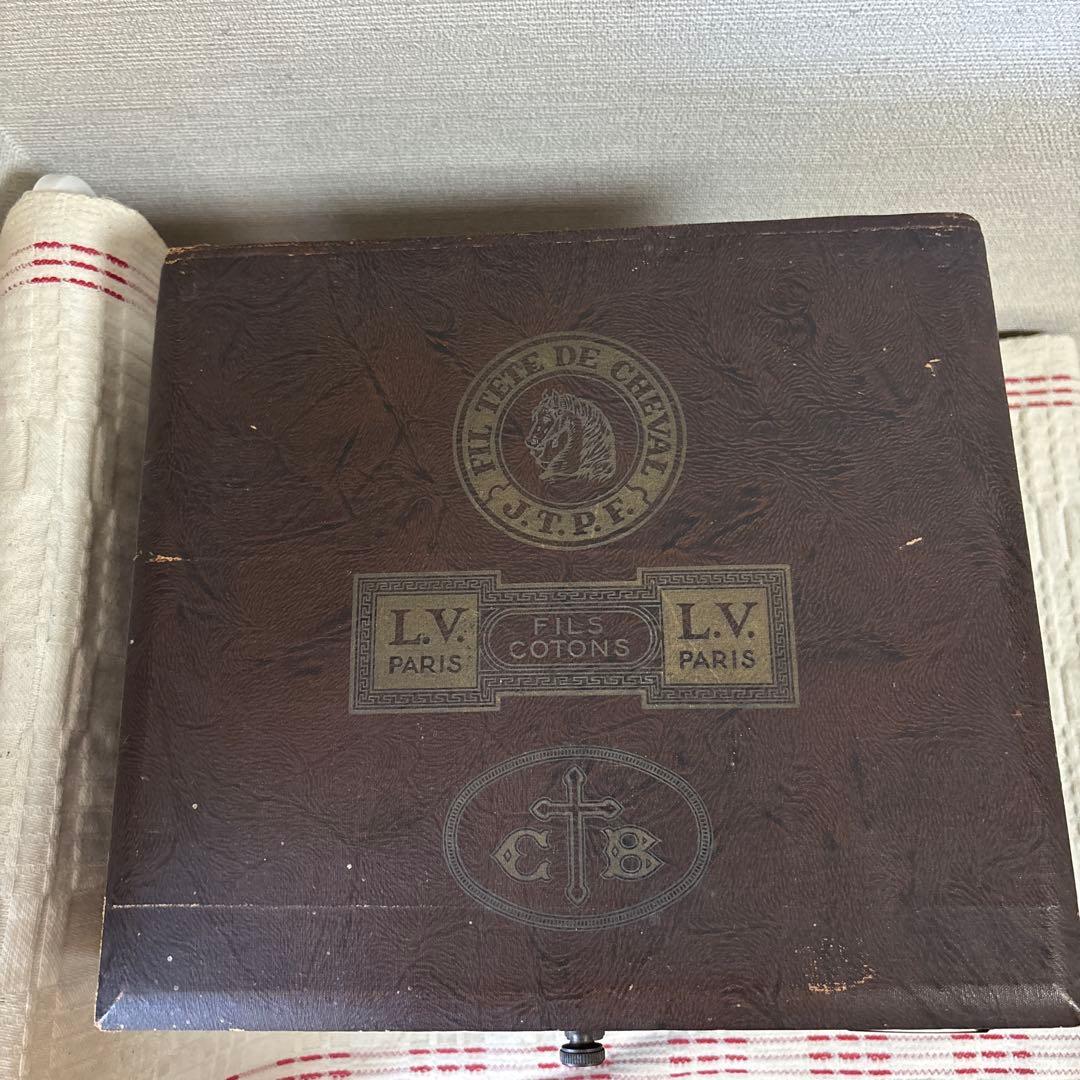 FIL TETE DE CHEVAL
J.T.P.F.
L.V. PARIS
FILS COTONS
L.V. PARIS
C B